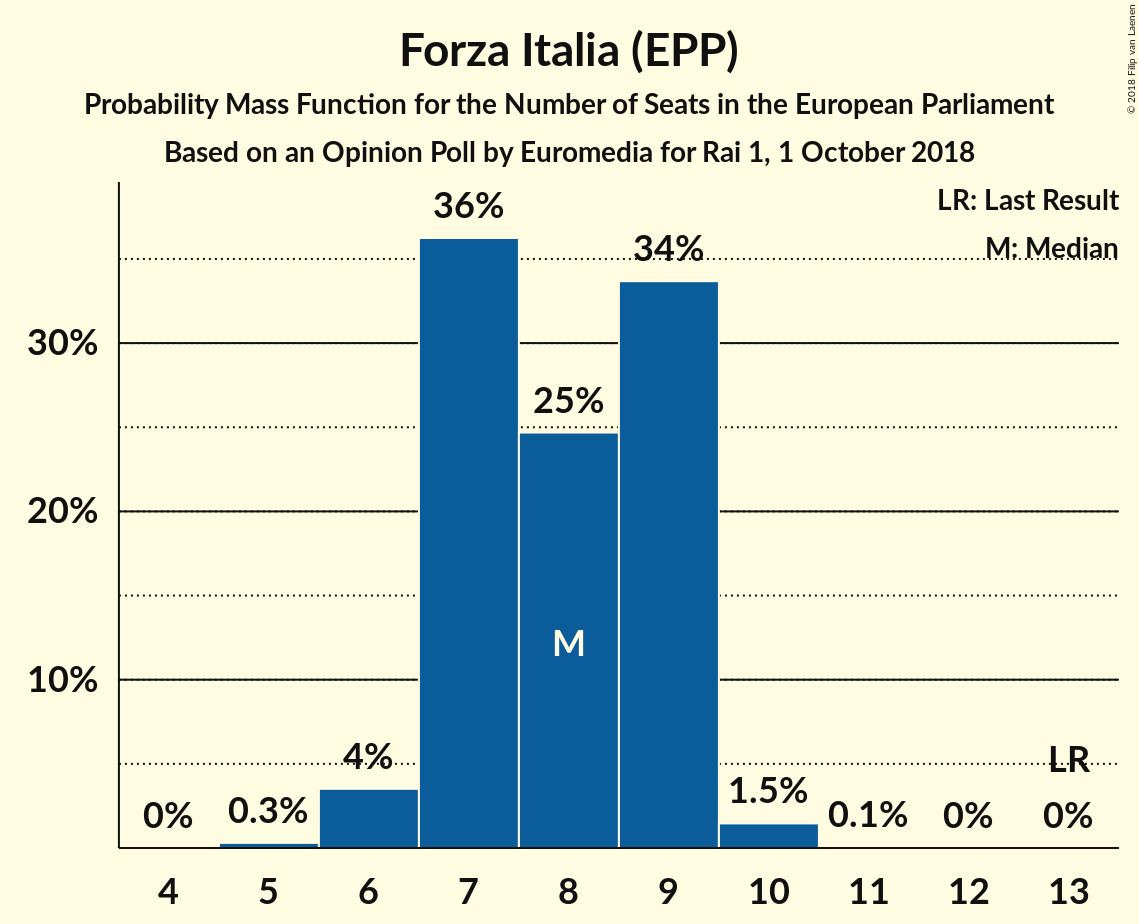 Forza Italia (EPP)
Probability Mass Function for the Number of Seats in the European Parliament
Based on an Opinion Poll by Euromedia for Rai 1, 1 October 2018
© 2018 Filip van Laenen
LR: Last Result
M: Median
36%
34%
30%
25%
20%
M
10%
4%
LR
0%
0.3%
1.5%
0.1%
0%
0%
4 5 6 7 8 9 10 11 12 13